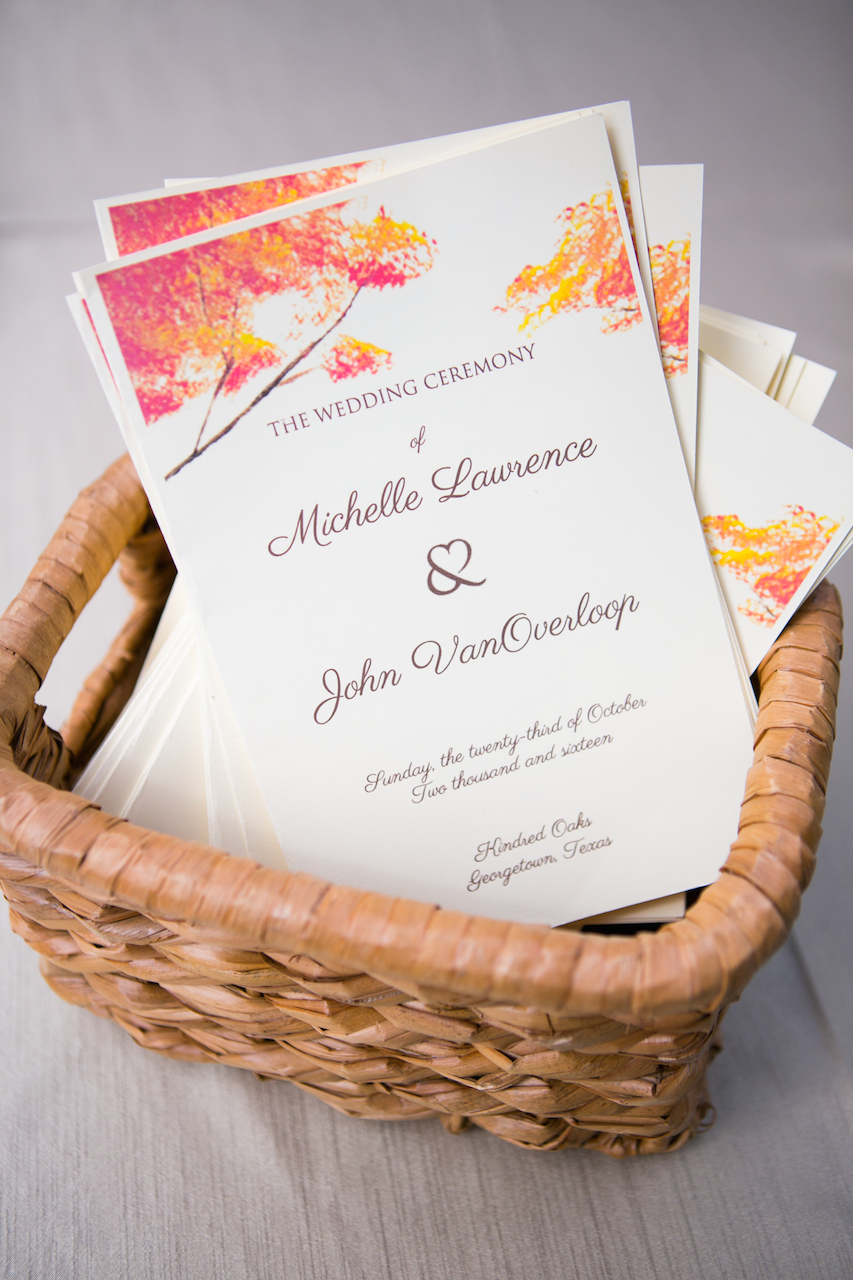 THE WEDDING CEREMONY
of
Michelle Lawrence
&
John VanOverloop
Sunday, the twenty-third of October
Two thousand and sixteen
Kindred Oaks
Georgetown, Texas